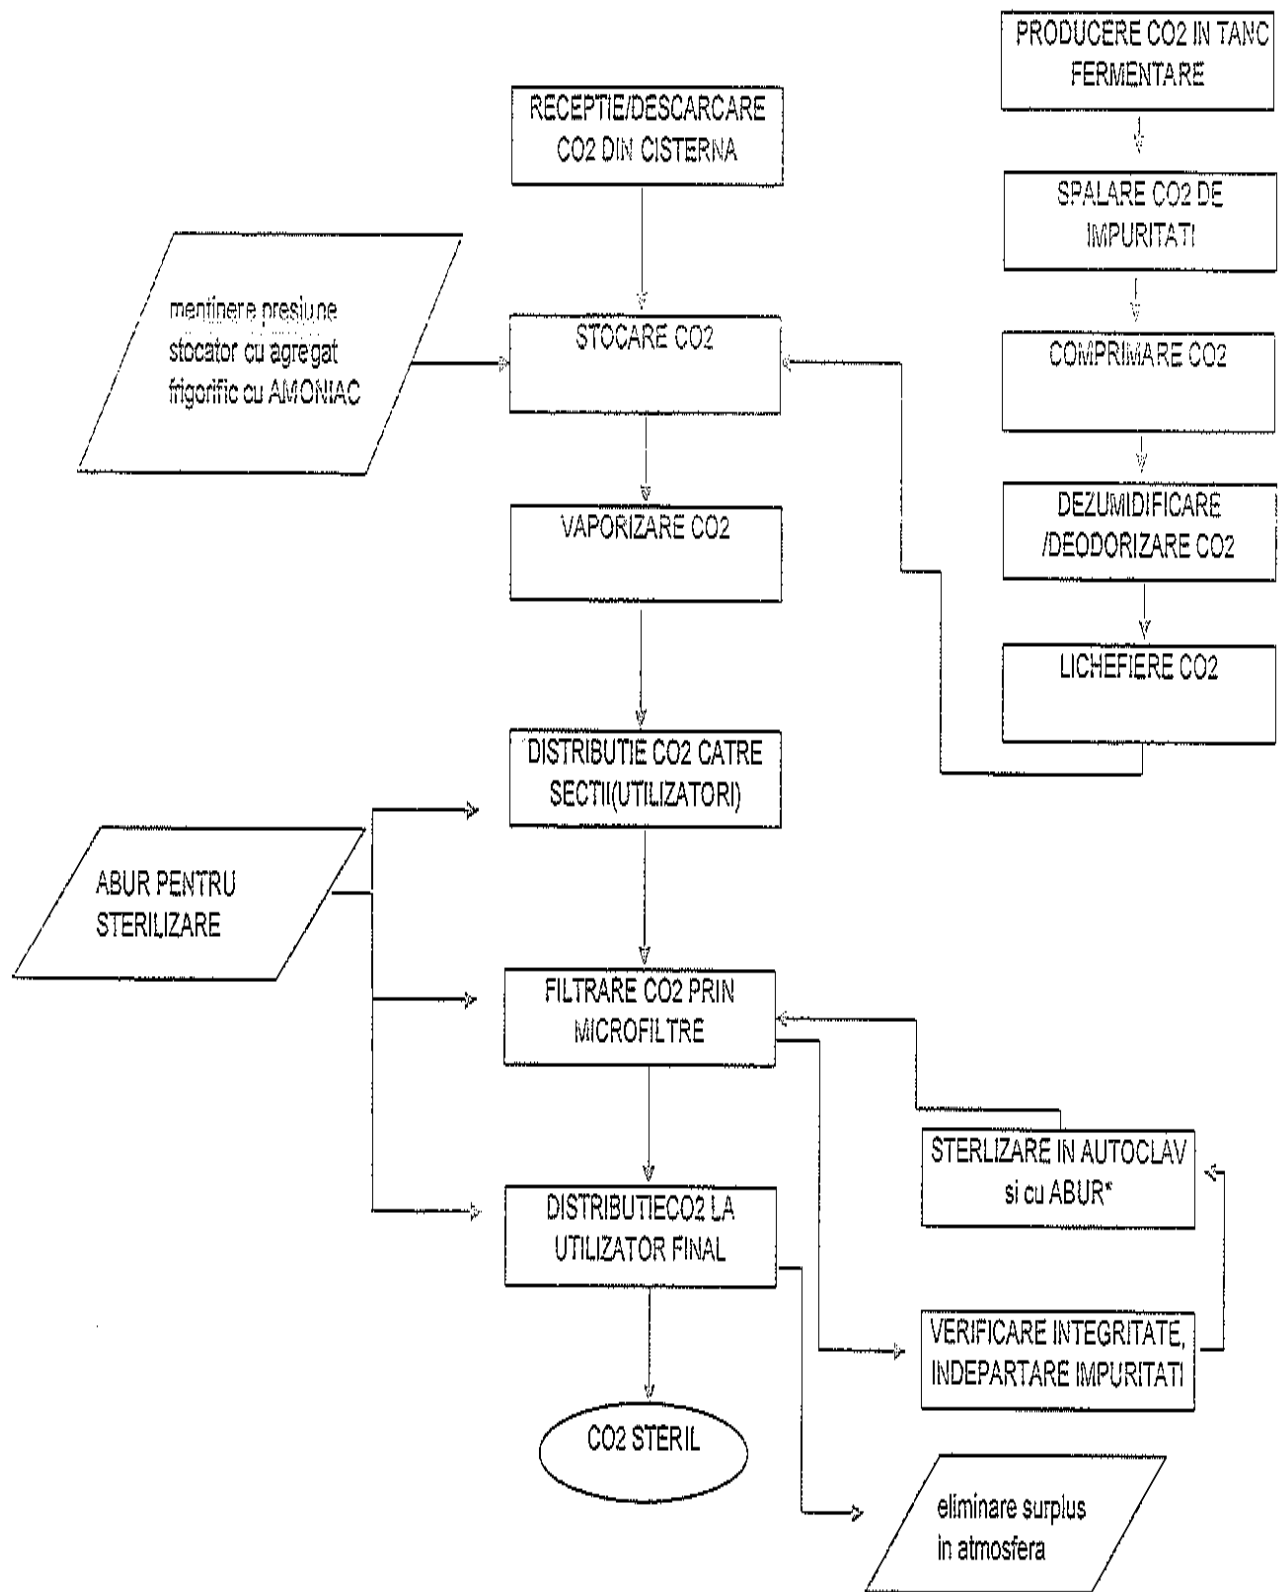 PRODUCERE CO2 IN TANC
FERMENTARE
RECEPTIE/DESCARCARE
CO2 DIN CISTERNA
SPALARE CO2 DE
IMPURITATI
mentinere presiune
stocator cu agregat
frigorific cu AMONIAC
STOCARE CO2
COMPRIMARE CO2
VAPORIZARE CO2
DEZUMIDIFICARE
/DEODORIZARE CO2
LICHEFIERE CO2
DISTRIBUTIE CO2 CATRE
SECTII(UTILIZATORI)
ABUR PENTRU
STERILIZARE
FILTRARE CO2 PRIN
MICROFILTRE
STERLIZARE IN AUTOCLAV
si cu ABUR*
DISTRIBUTIECO2 LA
UTILIZATOR FINAL
VERIFICARE INTEGRITATE,
INDEPARTARE IMPURITATI
CO2 STERIL
eliminare surplus
in atmosfera